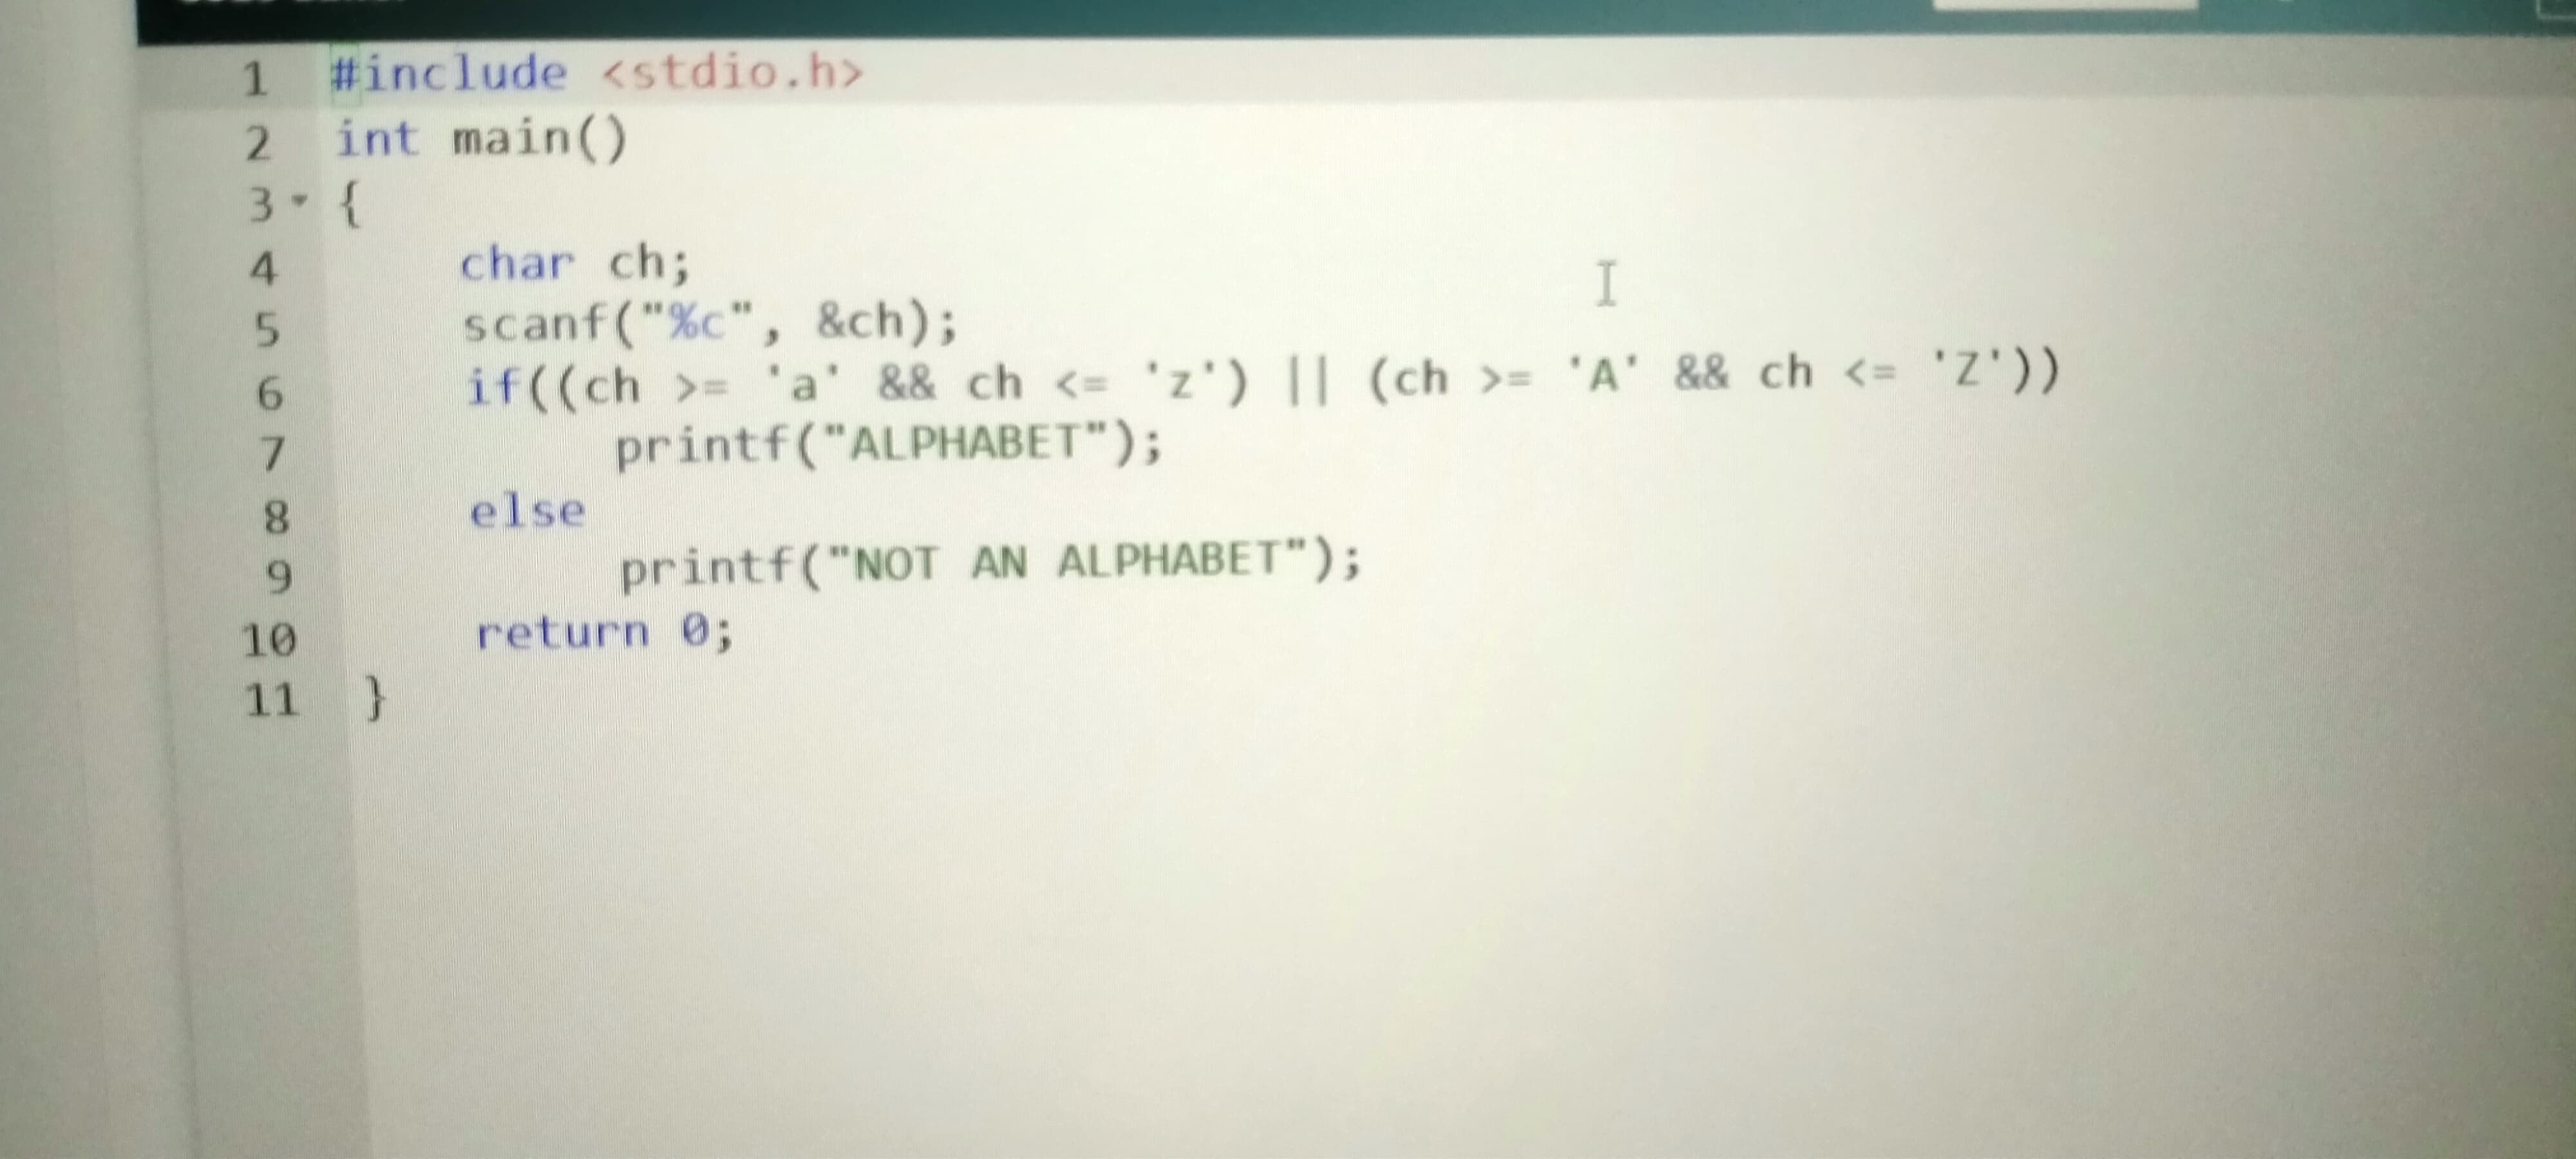 1 #include <stdio.h>
2 int main()
3 {
4 char ch;
5 scanf("%c", &ch);
6 if((ch >= 'a' && ch <= 'z') || (ch >= 'A' && ch <= 'Z'))
7 printf("ALPHABET");
8 else
9 printf("NOT AN ALPHABET");
10 return 0;
11 }